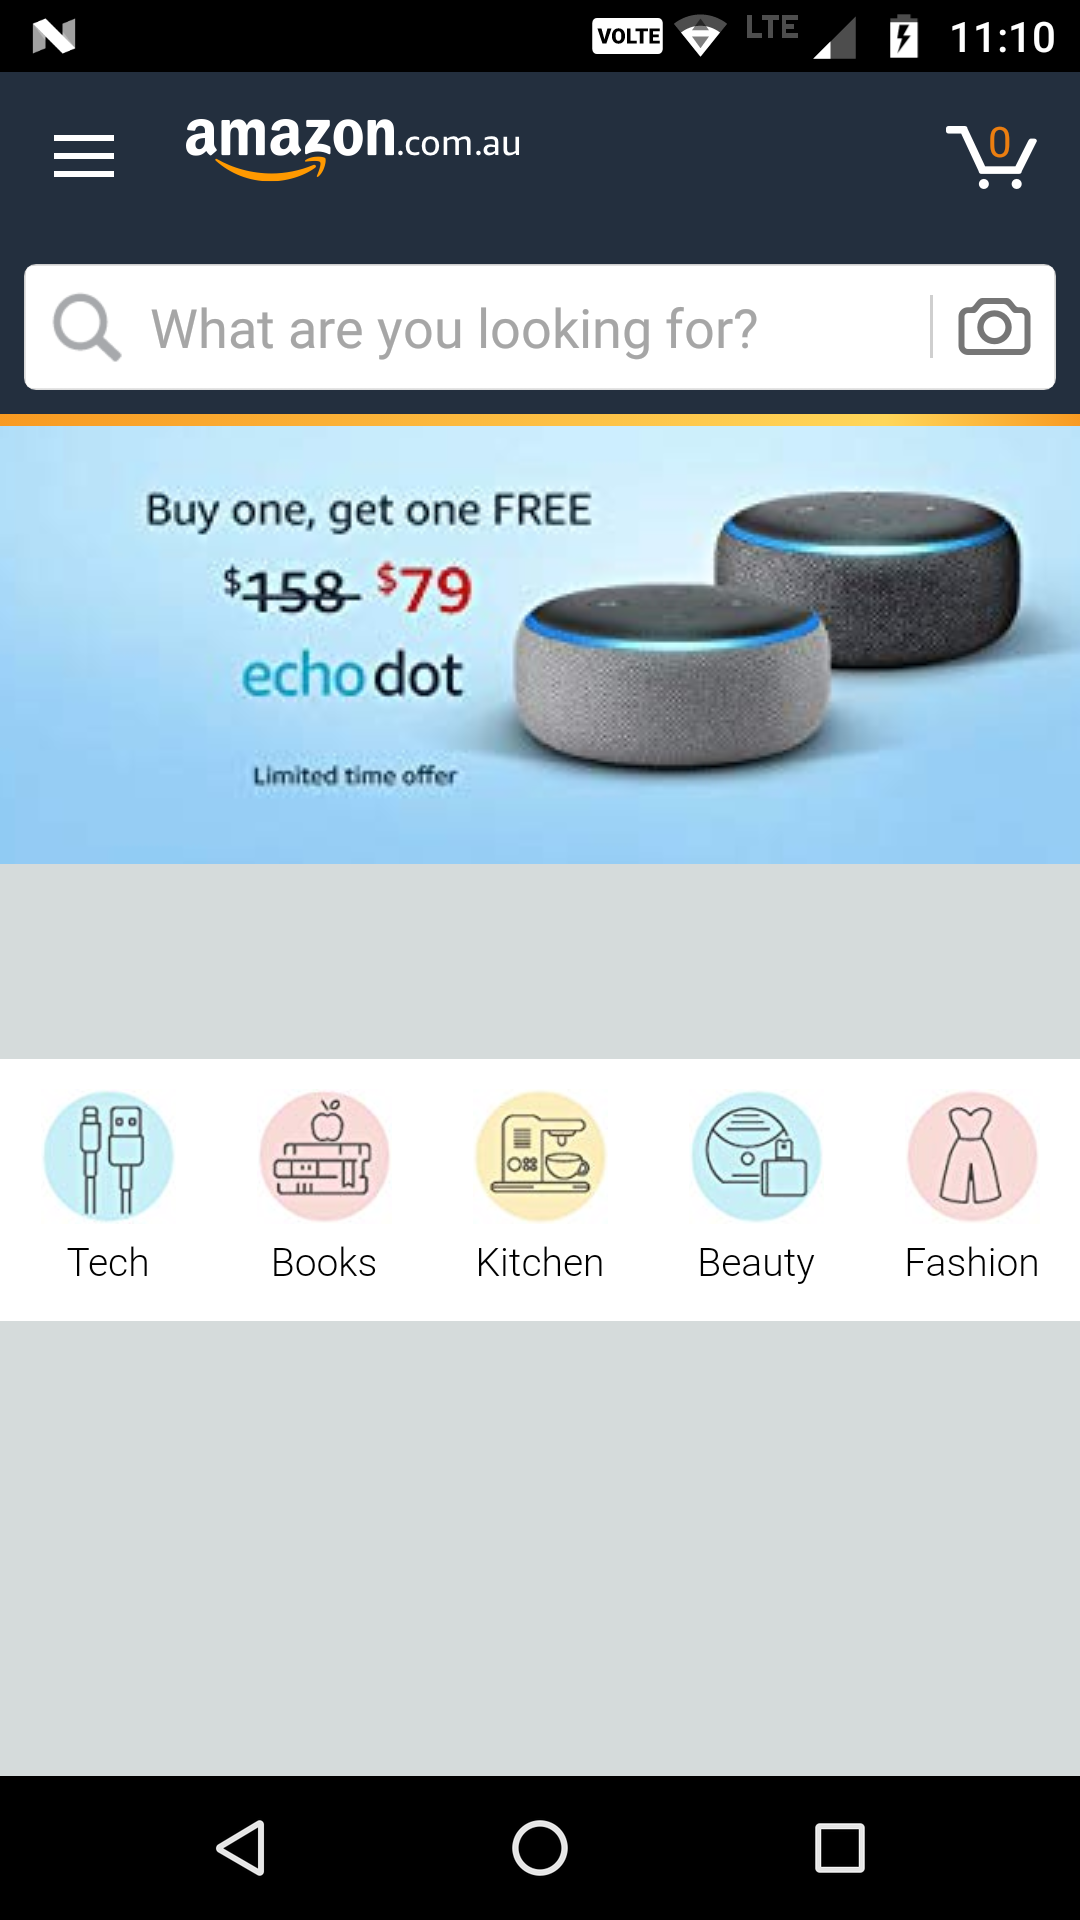 VOLTE LTE 11:10
amazon.com.au 0
What are you looking for?
Buy one, get one FREE
$158 $79
echo dot
Limited time offer
Tech Books Kitchen Beauty Fashion